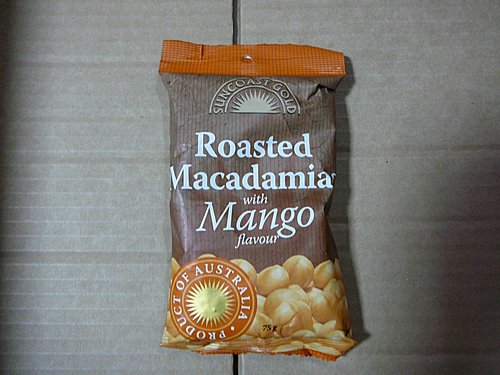 SUNCOAST GOLD
Roasted
Macadamias
with
Mango
flavour
PRODUCT OF AUSTRALIA
75g